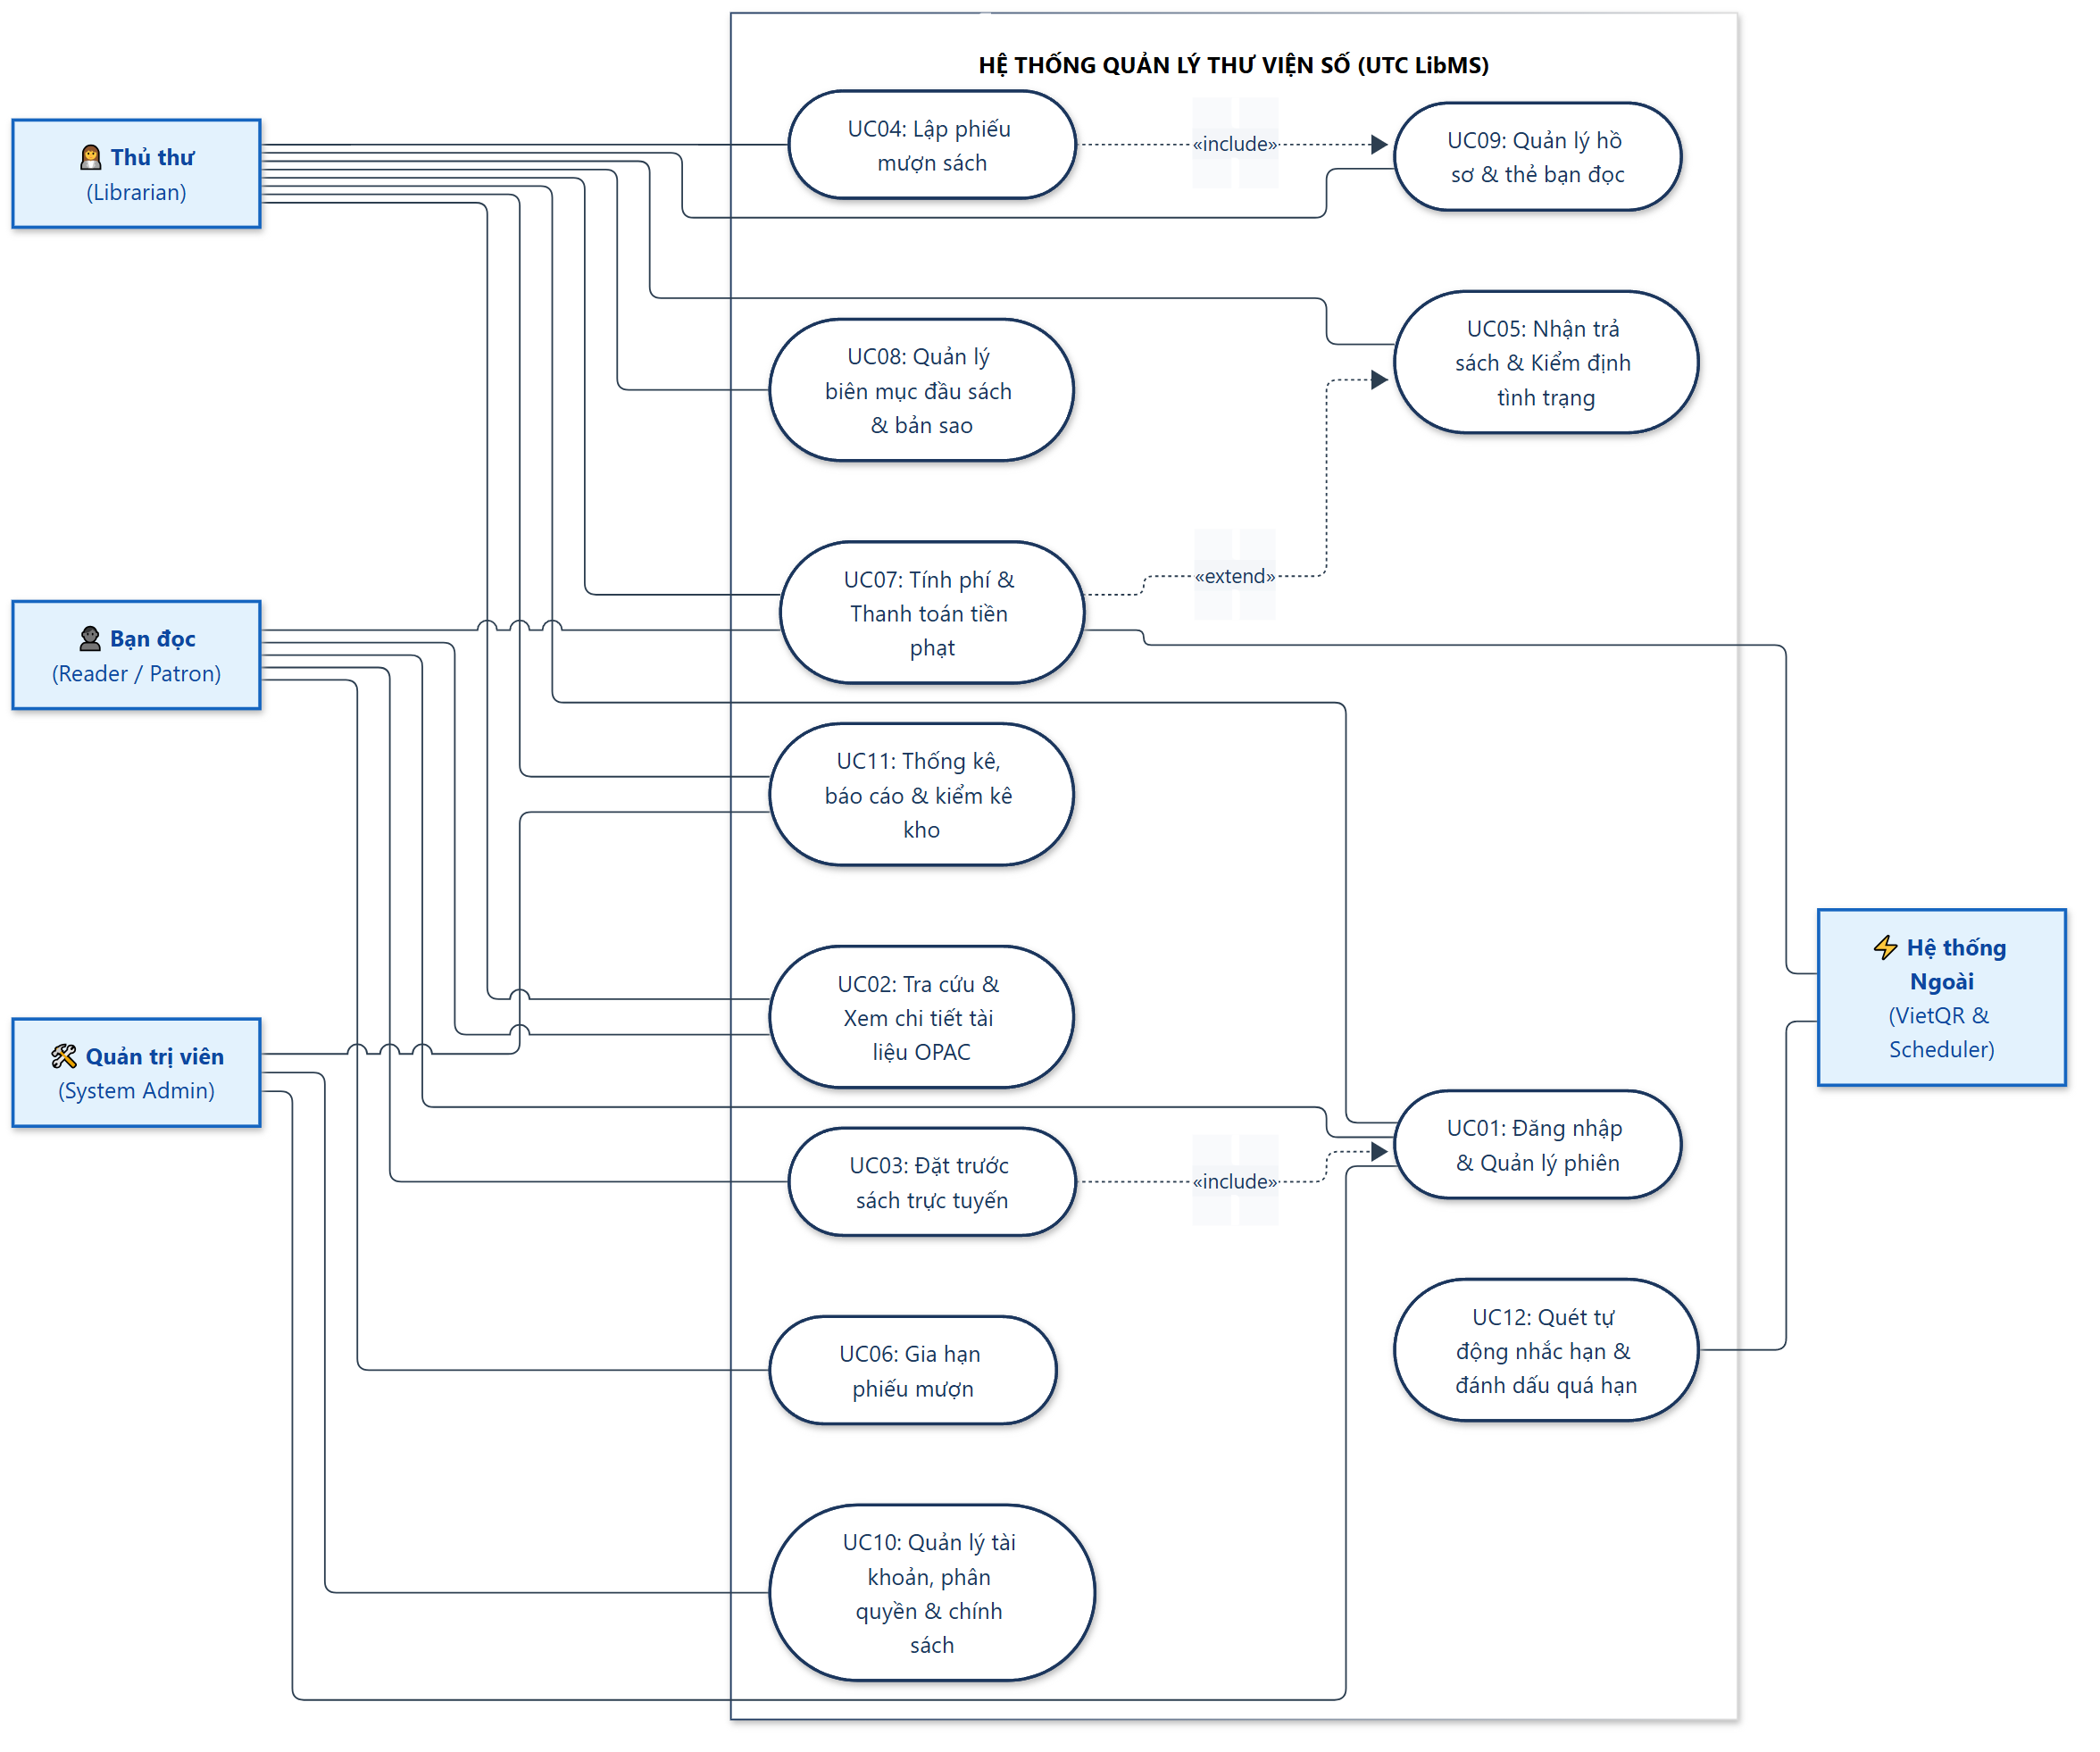 HỆ THỐNG QUẢN LÝ THƯ VIỆN SỐ (UTC LibMS)
Thủ thư
(Librarian)
UC04: Lập phiếu
mượn sách
«include»
UC09: Quản lý hồ
sơ & thẻ bạn đọc
UC08: Quản lý
biên mục đầu sách
& bản sao
UC05: Nhận trả
sách & Kiểm định
tình trạng
Bạn đọc
(Reader / Patron)
UC07: Tính phí &
Thanh toán tiền
phạt
«extend»
UC11: Thống kê,
báo cáo & kiểm kê
kho
Hệ thống
Ngoài
(VietQR &
Scheduler)
Quản trị viên
(System Admin)
UC02: Tra cứu &
Xem chi tiết tài
liệu OPAC
UC03: Đặt trước
sách trực tuyến
«include»
UC01: Đăng nhập
& Quản lý phiên
UC06: Gia hạn
phiếu mượn
UC12: Quét tự
động nhắc hạn &
đánh dấu quá hạn
UC10: Quản lý tài
khoản, phân
quyền & chính
sách